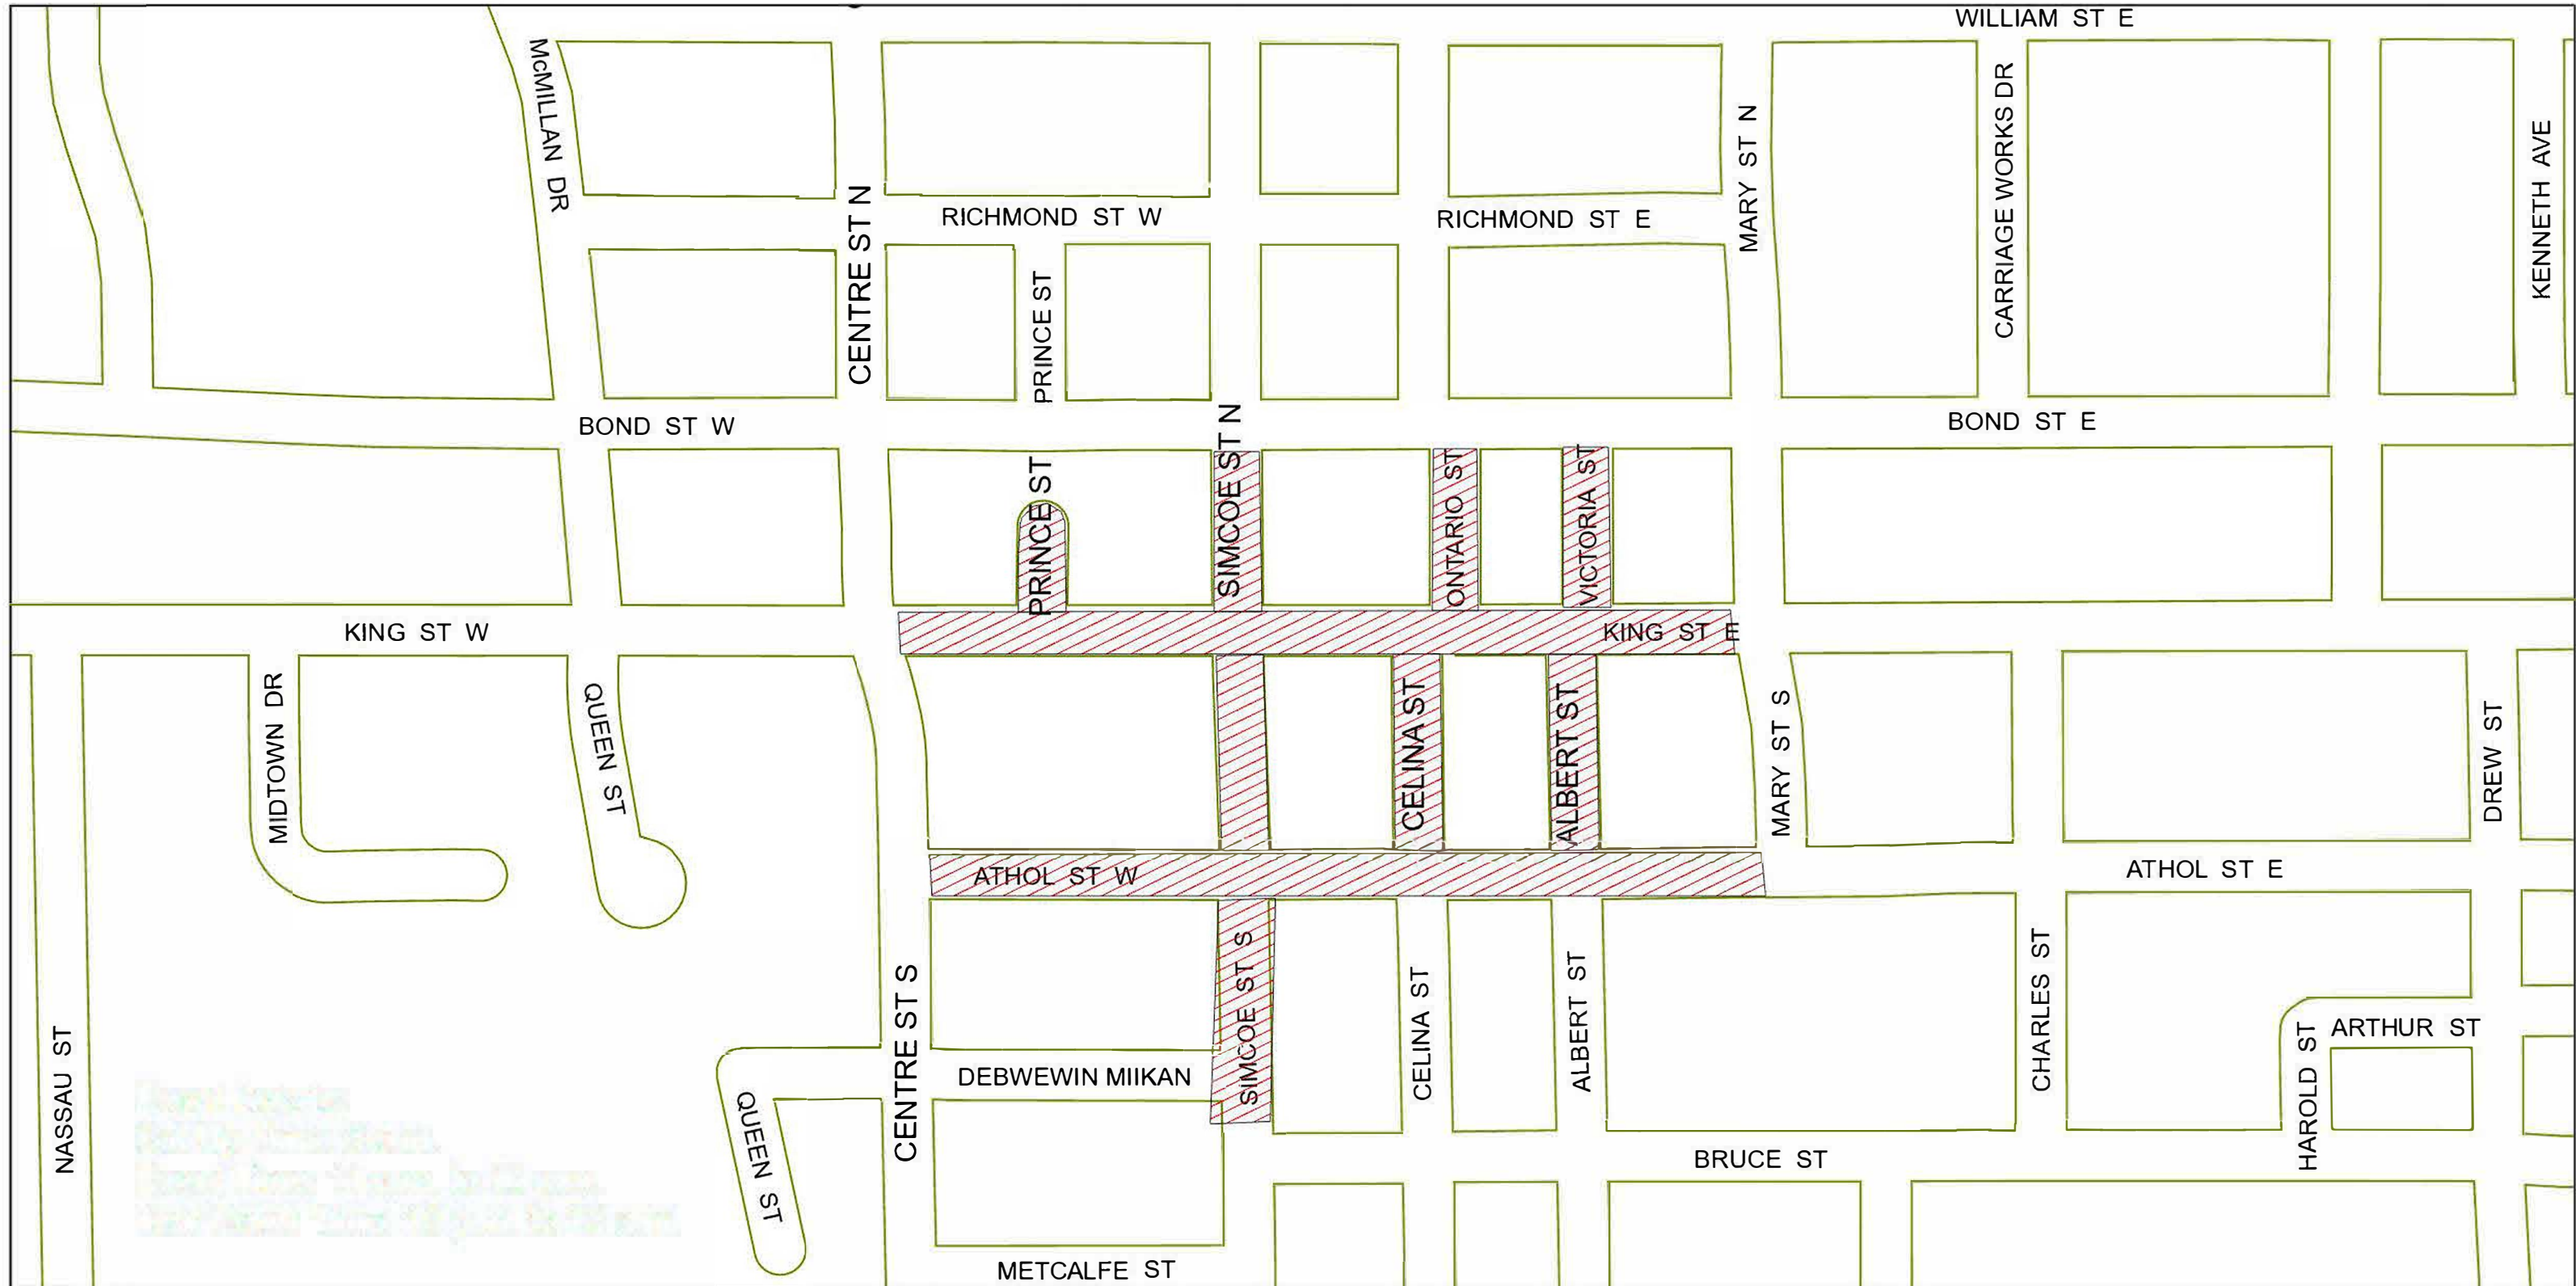 WILLIAM ST E
McMILLAN DR
CENTRE ST N
RICHMOND ST W
RICHMOND ST E
MARY ST N
CARRIAGE WORKS DR
KENNETH AVE
PRINCE ST
BOND ST W
BOND ST E
PRINCE ST
SIMCOE ST N
ONTARIO ST
VICTORIA ST
KING ST W
KING ST E
MIDTOWN DR
QUEEN ST
CELINA ST
ALBERT ST
MARY ST S
DREW ST
ATHOL ST W
ATHOL ST E
NASSAU ST
CENTRE ST S
SIMCOE ST S
CELINA ST
ALBERT ST
CHARLES ST
HAROLD ST
ARTHUR ST
DEBWEWIN MIIKAN
QUEEN ST
BRUCE ST
METCALFE ST